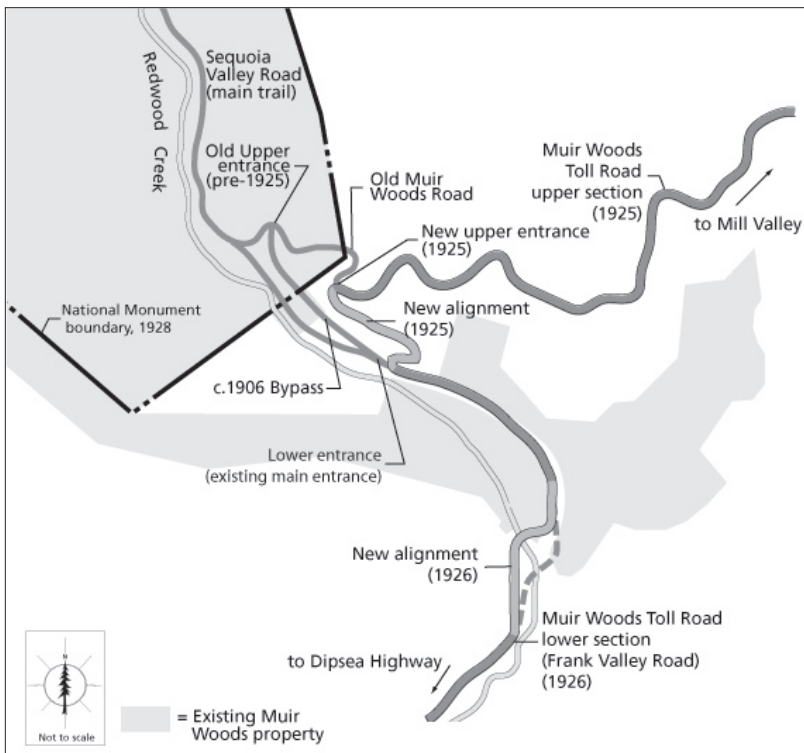 Redwood Creek
Sequoia
Valley Road
(main trail)
Old Upper
entrance
(pre-1925)
Old Muir
Woods Road
Muir Woods
Toll Road
upper section
(1925)
to Mill Valley
New upper entrance
(1925)
New alignment
(1925)
National Monument
boundary, 1928
c.1906 Bypass
Lower entrance
(existing main entrance)
New alignment
(1926)
Muir Woods Toll Road
lower section
(Frank Valley Road)
(1926)
to Dipsea Highway
N
Not to scale
= Existing Muir
Woods property